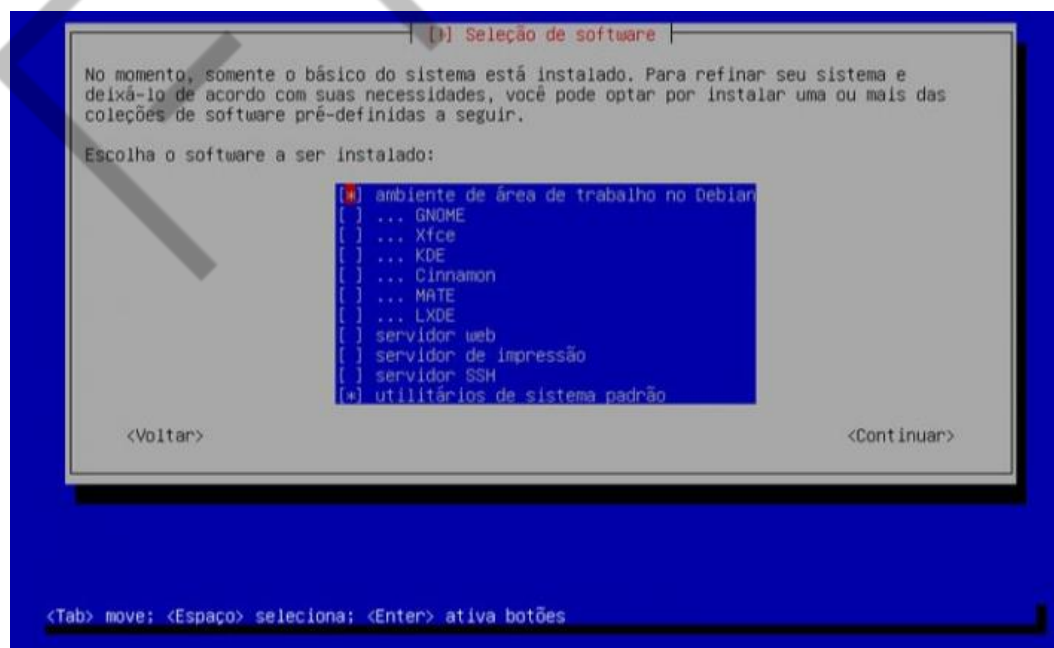 [!] Seleção de software
No momento, somente o básico do sistema está instalado. Para refinar seu sistema e
deixá-lo de acordo com suas necessidades, você pode optar por instalar uma ou mais das
coleções de software pré-definidas a seguir.
Escolha o software a ser instalado:
[*] ambiente de área de trabalho no Debian
[ ] ... GNOME
[ ] ... Xfce
[ ] ... KDE
[ ] ... Cinnamon
[ ] ... MATE
[ ] ... LXDE
[ ] servidor web
[ ] servidor de impressão
[ ] servidor SSH
[*] utilitários de sistema padrão
<Voltar> <Continuar>
<Tab> move; <Espaço> seleciona; <Enter> ativa botões